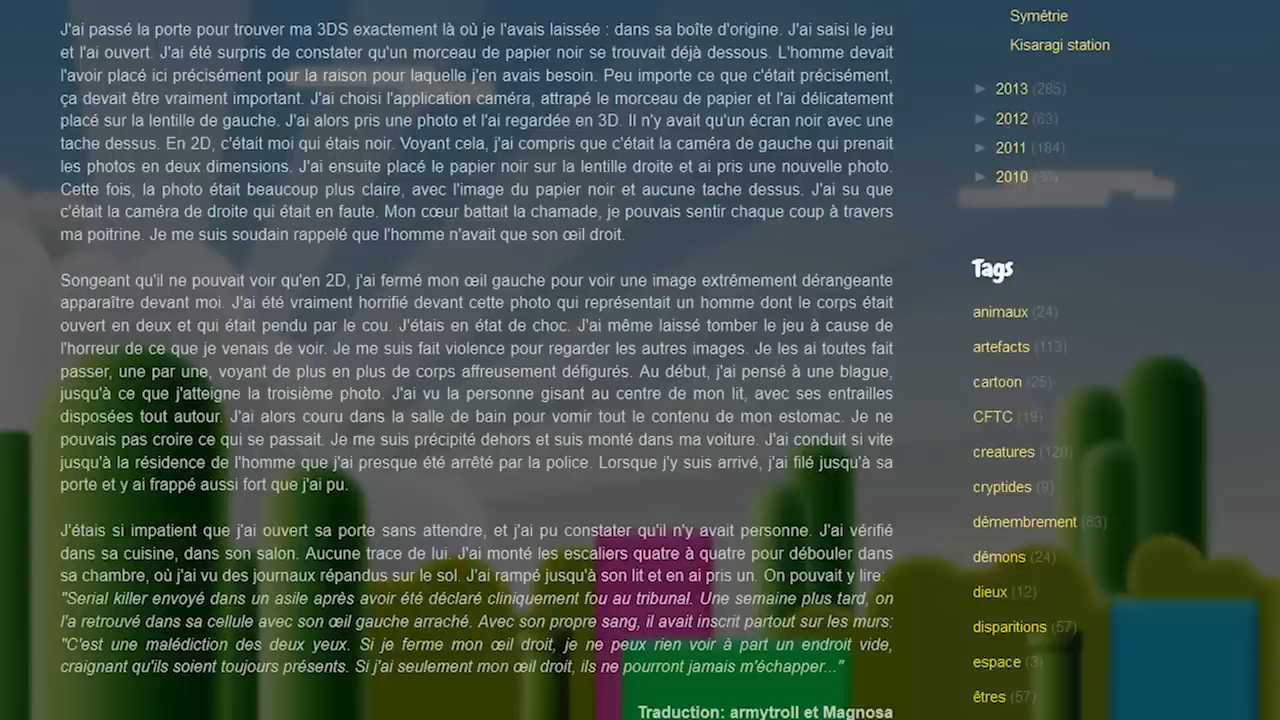 J'ai passé la porte pour trouver ma 3DS exactement là où je l'avais laissée : dans sa boîte d'origine. J'ai saisi le jeu
et l'ai ouvert. J'ai été surpris de constater qu'un morceau de papier noir se trouvait déjà dessous. L'homme devait
l'avoir placé ici précisément pour la raison pour laquelle j'en avais besoin. Peu importe ce que c'était précisément,
ça devait être vraiment important. J'ai choisi l'application caméra, attrapé le morceau de papier et l'ai délicatement
placé sur la lentille de gauche. J'ai alors pris une photo et l'ai regardée en 3D. Il n'y avait qu'un écran noir avec une
tache dessus. En 2D, c'était moi qui étais noir. Voyant cela, j'ai compris que c'était la caméra de gauche qui prenait
les photos en deux dimensions. J'ai ensuite placé le papier noir sur la lentille droite et ai pris une nouvelle photo.
Cette fois, la photo était beaucoup plus claire, avec l'image du papier noir et aucune tache dessus. J'ai su que
c'était la caméra de droite qui était en faute. Mon cœur battait la chamade, je pouvais sentir chaque coup à travers
ma poitrine. Je me suis soudain rappelé que l'homme n'avait que son œil droit.
Songeant qu'il ne pouvait voir qu'en 2D, j'ai fermé mon œil gauche pour voir une image extrêmement dérangeante
apparaître devant moi. J'ai été vraiment horrifié devant cette photo qui représentait un homme dont le corps était
ouvert en deux et qui était pendu par le cou. J'étais en état de choc. J'ai même laissé tomber le jeu à cause de
l'horreur de ce que je venais de voir. Je me suis fait violence pour regarder les autres images. Je les ai toutes fait
passer, une par une, voyant de plus en plus de corps affreusement défigurés. Au début, j'ai pensé à une blague,
jusqu'à ce que j'atteigne la troisième photo. J'ai vu la personne gisant au centre de mon lit, avec ses entrailles
disposées tout autour. J'ai alors couru dans la salle de bain pour vomir tout le contenu de mon estomac. Je ne
pouvais pas croire ce qui se passait. Je me suis précipité dehors et suis monté dans ma voiture. J'ai conduit si vite
jusqu'à la résidence de l'homme que j'ai presque été arrêté par la police. Lorsque j'y suis arrivé, j'ai filé jusqu'à sa
porte et y ai frappé aussi fort que j'ai pu.
J'étais si impatient que j'ai ouvert sa porte sans attendre, et j'ai pu constater qu'il n'y avait personne. J'ai vérifié
dans sa cuisine, dans son salon. Aucune trace de lui. J'ai monté les escaliers quatre à quatre pour débouler dans
sa chambre, où j'ai vu des journaux répandus sur le sol. J'ai rampé jusqu'à son lit et en ai pris un. On pouvait y lire:
"Serial killer envoyé dans un asile après avoir été déclaré cliniquement fou au tribunal. Une semaine plus tard, on
l'a retrouvé dans sa cellule avec son œil gauche arraché. Avec son propre sang, il avait inscrit partout sur les murs:
"C'est une malédiction des deux yeux. Si je ferme mon œil droit, je ne peux rien voir à part un endroit vide,
craignant qu'ils soient toujours présents. Si j'ai seulement mon œil droit, ils ne pourront jamais m'échapper..."
Traduction: armytroll et Magnosa
Symétrie
Kisaragi station
► 2013 (285)
► 2012 (63)
► 2011 (184)
► 2010 (30)
Tags
animaux (24)
artefacts (113)
cartoon (25)
CFTC (19)
creatures (120)
cryptides (9)
démembrement (63)
démons (24)
dieux (12)
disparitions (57)
espace (3)
êtres (57)